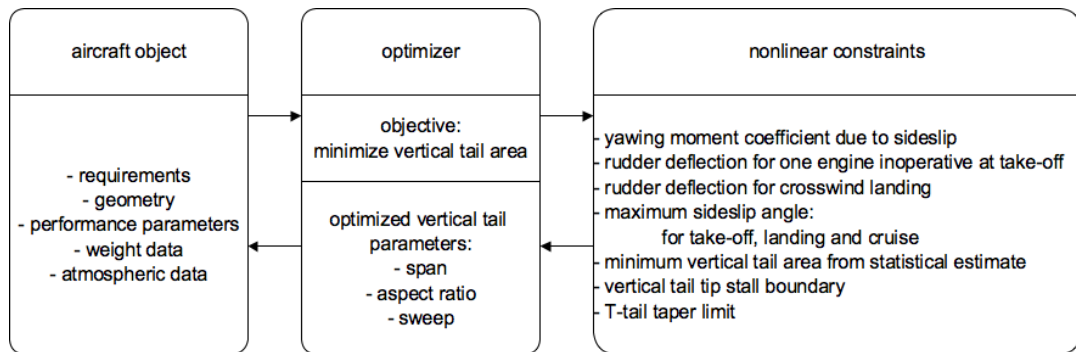 aircraft object
- requirements
- geometry
- performance parameters
- weight data
- atmospheric data
optimizer
objective:
minimize vertical tail area
optimized vertical tail
parameters:
- span
- aspect ratio
- sweep
nonlinear constraints
- yawing moment coefficient due to sideslip
- rudder deflection for one engine inoperative at take-off
- rudder deflection for crosswind landing
- maximum sideslip angle:
for take-off, landing and cruise
- minimum vertical tail area from statistical estimate
- vertical tail tip stall boundary
- T-tail taper limit